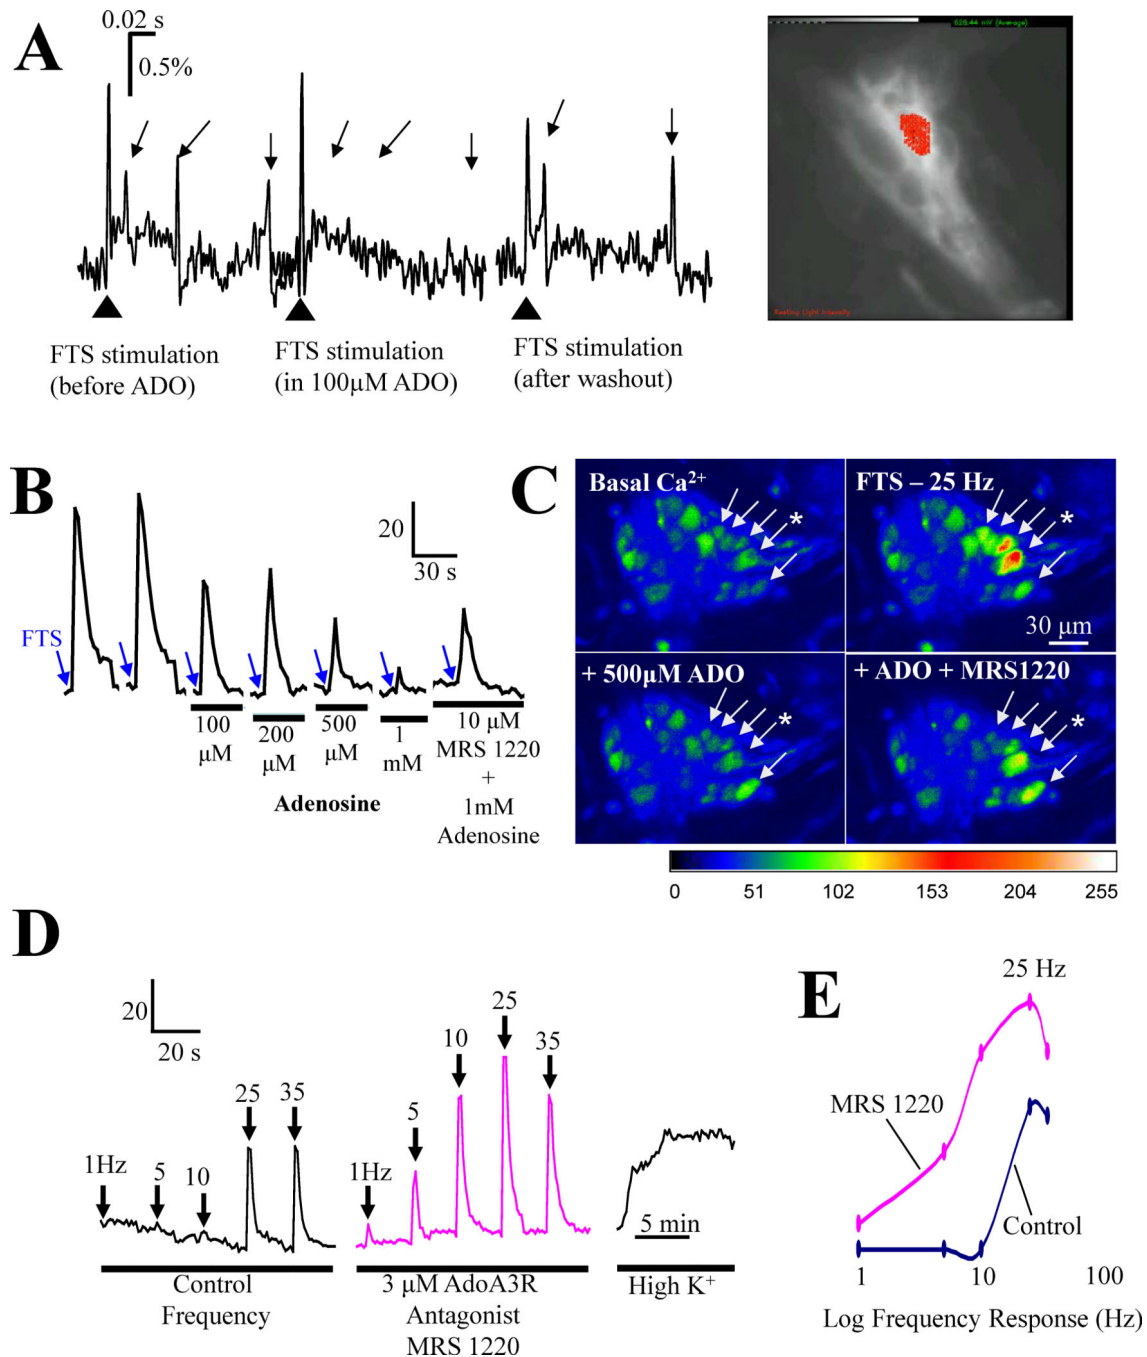 A
0.02 s
0.5%
FTS stimulation
(before ADO)
FTS stimulation
(in 100μM ADO)
FTS stimulation
(after washout)
Resting Light Intensity
B
FTS
20
30 s
100
μM
200
μM
500
μM
1
mM
10 μM
MRS 1220
+
1mM
Adenosine
Adenosine
C
Basal Ca²⁺
*
FTS – 25 Hz
*
30 μm
+ 500μM ADO
*
+ ADO + MRS1220
*
0 51 102 153 204 255
D
20
20 s
1Hz
5
10
25
35
Control
Frequency
1Hz
5
10
25
35
3 μM AdoA3R
Antagonist
MRS 1220
5 min
High K⁺
E
25 Hz
MRS 1220
Control
1 10 100
Log Frequency Response (Hz)